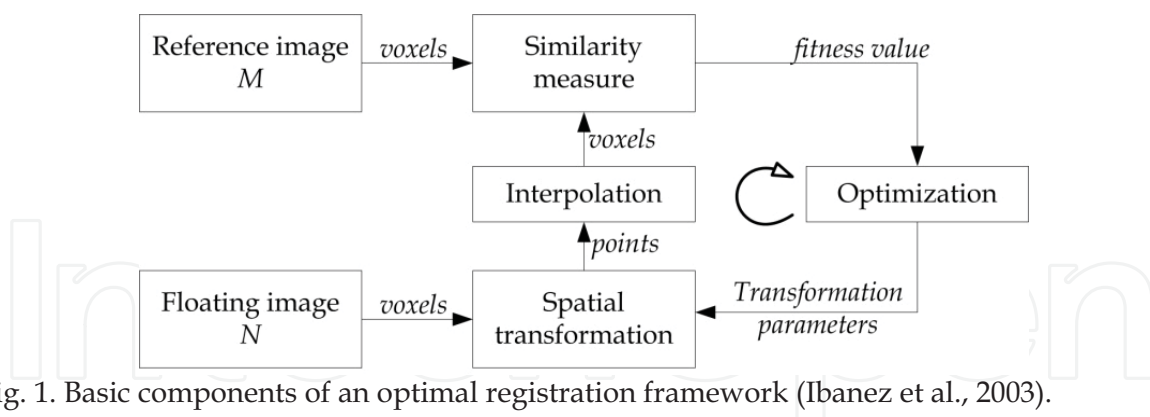 Reference image
M
voxels
Similarity
measure
fitness value
voxels
Interpolation
Optimization
points
Floating image
N
voxels
Spatial
transformation
Transformation
parameters
ig. 1. Basic components of an optimal registration framework (Ibanez et al., 2003).